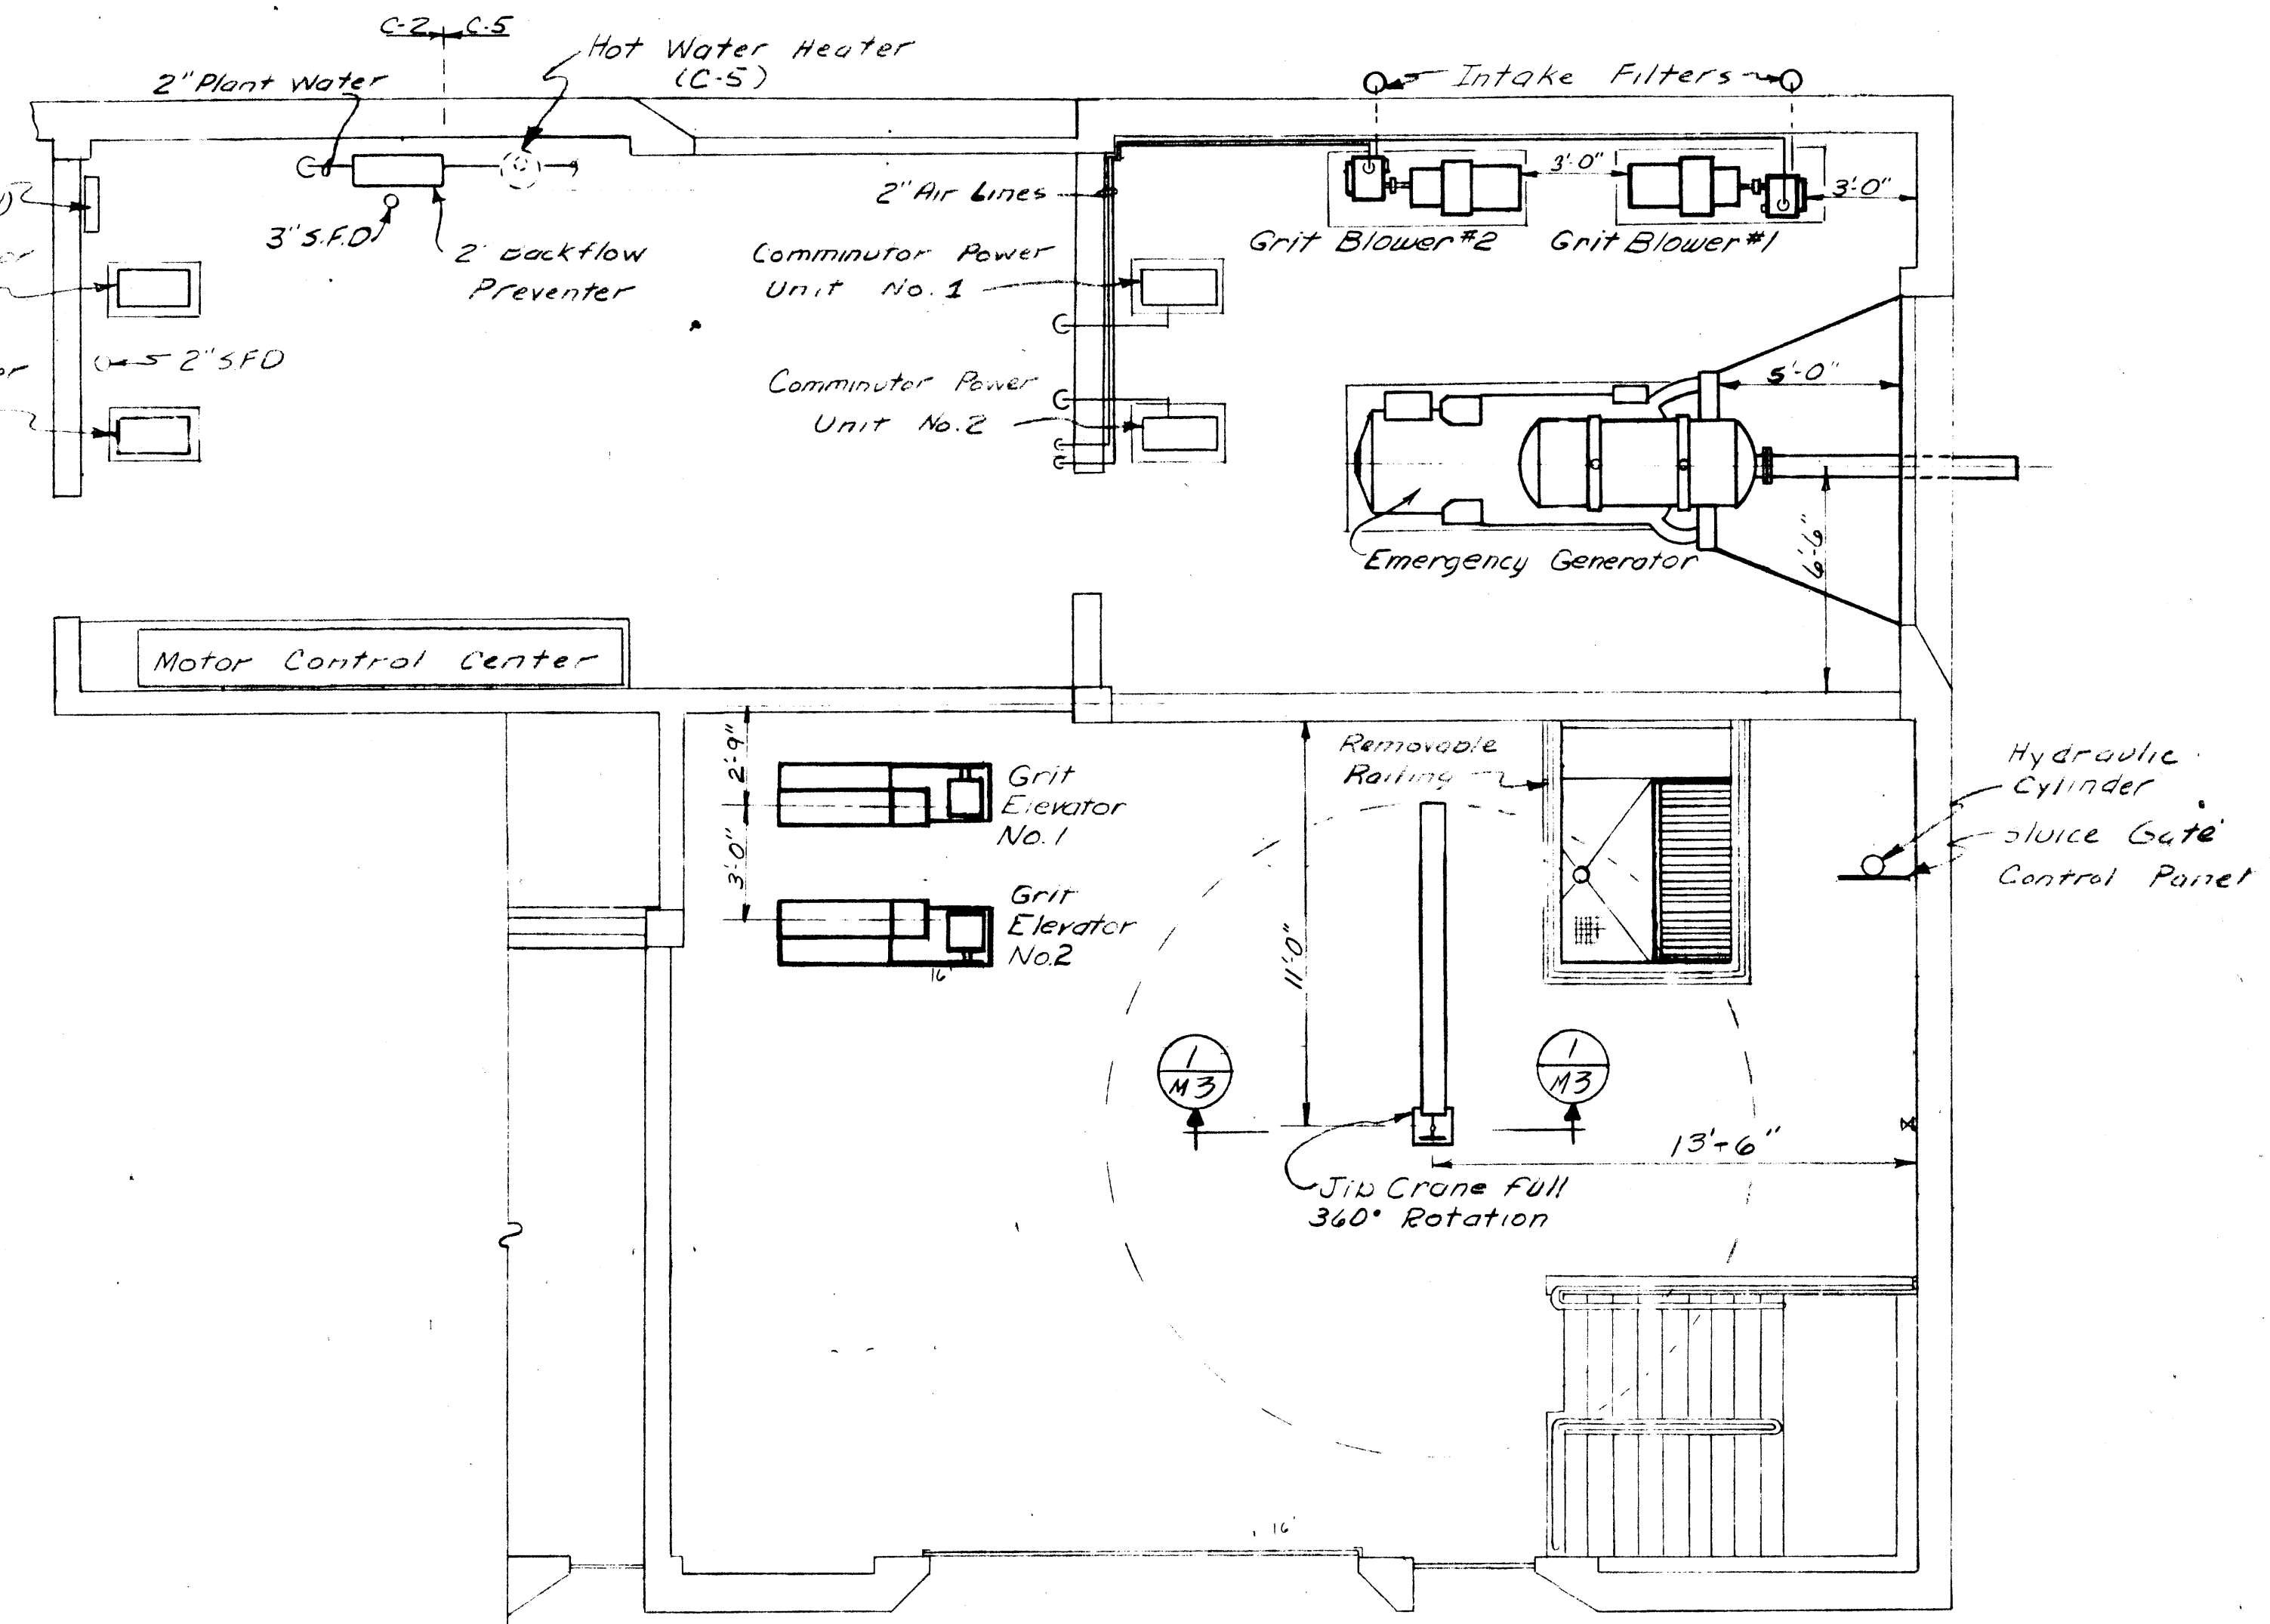 C-2 C-5
Hot Water Heater
(C-5)
2" Plant Water
Intake Filters
2" Air Lines
3'-0"
3'-0"
3" S.F.D
2" Backflow
Preventer
Grit Blower #2
Grit Blower #1
Comminutor Power
Unit No. 1
2" S.F.D
5'-0"
Comminutor Power
Unit No. 2
Emergency Generator
6'-6"
Motor Control Center
2'-9"
3'-0"
Grit
Elevator
No. 1
Grit
Elevator
No. 2
16'
Removable
Railing
Hydraulic
Cylinder
Sluice Gate
Control Panel
11'-0"
1
M3
1
M3
13'-6"
Jib Crane Full
360° Rotation
16'